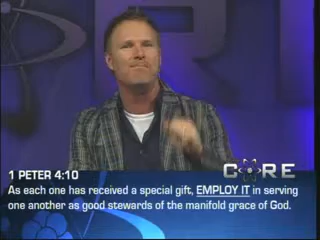 1 PETER 4:10
CORE
As each one has received a special gift, EMPLOY IT in serving
one another as good stewards of the manifold grace of God.